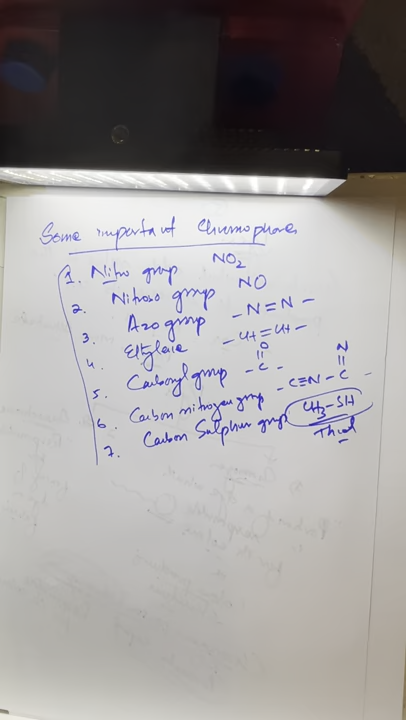 Some important Chromophores
1. Nitro group NO2
2. Nitroso group NO
3. Azo group -N=N-
4. Ethylene -CH=CH-
5. Carbonyl group -C- || O
6. Carbon nitrogen group -C≡N -C- || N
7. Carbon Sulphur group CH3-SH
Thiol